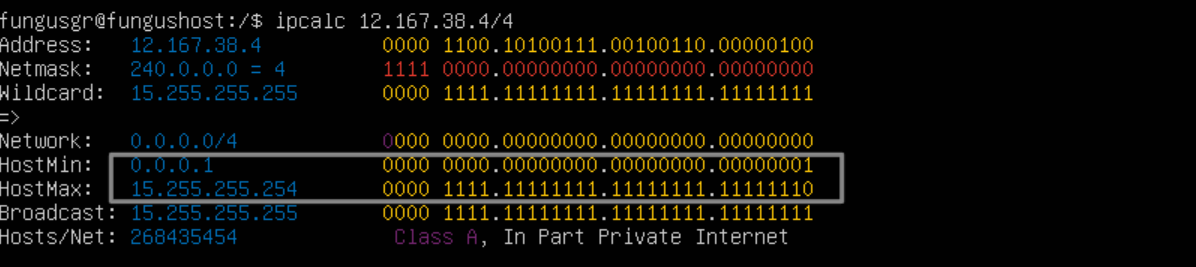 fungusgr@fungushost:/$ ipcalc 12.167.38.4/4
Address: 12.167.38.4 0000 1100.10100111.00100110.00000100
Netmask: 240.0.0.0 = 4 1111 0000.00000000.00000000.00000000
Wildcard: 15.255.255.255 0000 1111.11111111.11111111.11111111
=>
Network: 0.0.0.0/4 0000 0000.00000000.00000000.00000000
HostMin: 0.0.0.1 0000 0000.00000000.00000000.00000001
HostMax: 15.255.255.254 0000 1111.11111111.11111111.11111110
Broadcast: 15.255.255.255 0000 1111.11111111.11111111.11111111
Hosts/Net: 268435454 Class A, In Part Private Internet